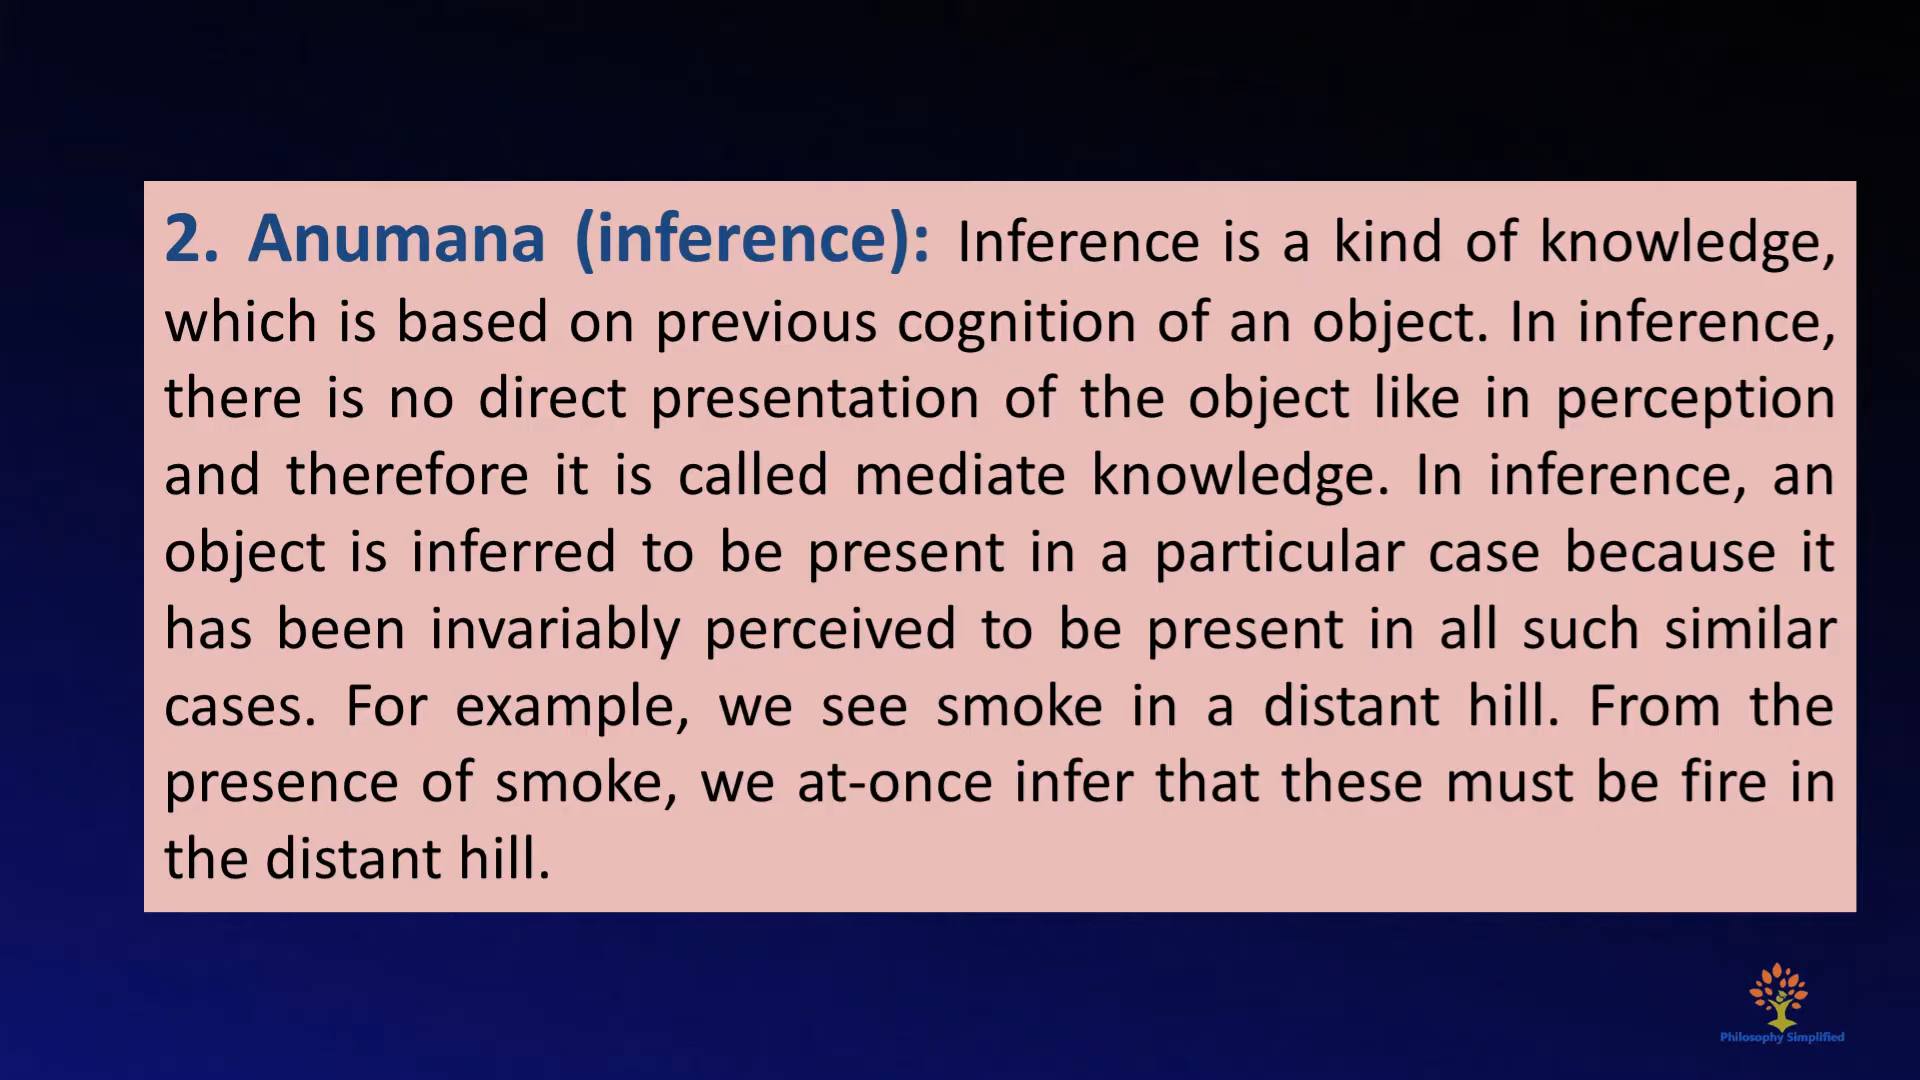 2. Anumana (inference): Inference is a kind of knowledge,
which is based on previous cognition of an object. In inference,
there is no direct presentation of the object like in perception
and therefore it is called mediate knowledge. In inference, an
object is inferred to be present in a particular case because it
has been invariably perceived to be present in all such similar
cases. For example, we see smoke in a distant hill. From the
presence of smoke, we at-once infer that these must be fire in
the distant hill.
Philosophy Simplified